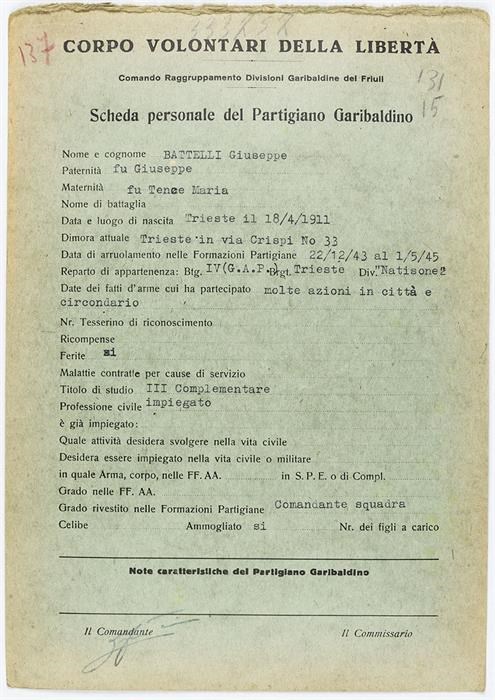 137
CORPO VOLONTARI DELLA LIBERTÀ
Comando Raggruppamento Divisioni Garibaldine del Friuli
131
15
Scheda personale del Partigiano Garibaldino
Nome e cognome BATTELLI Giuseppe
Paternità fu Giuseppe
Maternità fu Tence Maria
Nome di battaglia
Data e luogo di nascita Trieste il 18/4/1911
Dimora attuale Trieste in via Crispi No 33
Data di arruolamento nelle Formazioni Partigiane 22/12/43 al 1/5/45
Reparto di appartenenza: Btg. IV(G.A.P.) Brgt. Trieste Div. "Natisone"
Date dei fatti d'arme cui ha partecipato molte azioni in città e
circondario
Nr. Tesserino di riconoscimento
Ricompense
Ferite si
Malattie contratte per cause di servizio
Titolo di studio III Complementare
Professione civile impiegato
è già impiegato:
Quale attività desidera svolgere nella vita civile
Desidera essere impiegato nella vita civile o militare
in quale Arma, corpo, nelle FF. AA. in S. P. E. o di Compl.
Grado nelle FF. AA.
Grado rivestito nelle Formazioni Partigiane Comandante squadra
Celibe Ammogliato si Nr. dei figli a carico
Note caratteristiche del Partigiano Garibaldino
Il Comandante Il Commissario